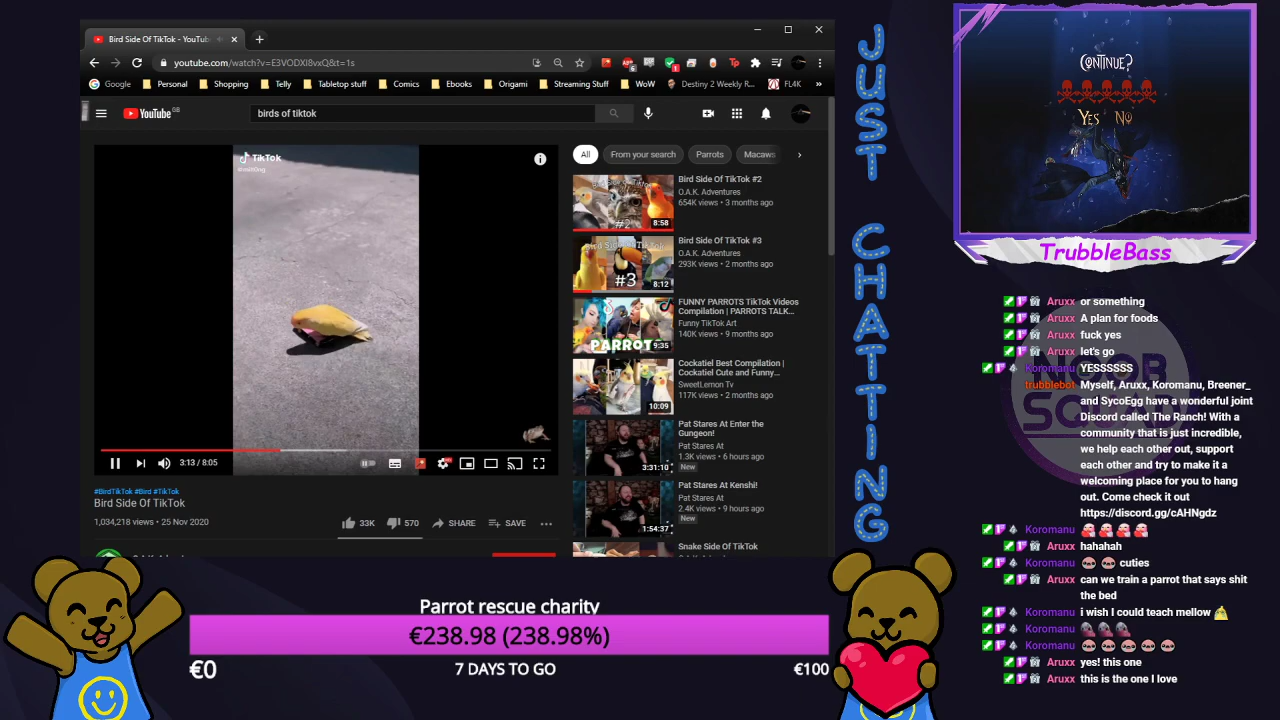 Bird Side Of TikTok - YouTub
youtube.com/watch?v=E3VODXI8vxQ&t=1s
Google
Personal
Shopping
Telly
Tabletop stuff
Comics
Ebooks
Origami
Streaming Stuff
WoW
Destiny 2 Weekly R...
FL4K
»
YouTube
GB
birds of tiktok
TikTok
All
From your search
Parrots
Macaws
Bird Side Of TikTok #2
O.A.K. Adventures
654K views • 3 months ago
#2
8:58
Bird Side Of TikTok #3
O.A.K. Adventures
293K views • 2 months ago
#3
8:12
FUNNY PARROTS TikTok Videos
Compilation | PARROTS TALK...
Funny TikTok Art
140K views • 9 months ago
PARROT
9:35
Cockatiel Best Compilation |
Cockatiel Cute and Funny...
SweetLemon Tv
117K views • 2 months ago
10:09
Pat Stares At Enter the
Gungeon!
Pat Stares At
1.3K views • 6 hours ago
New
3:31:10
Pat Stares At Kenshi!
Pat Stares At
2.4K views • 9 hours ago
New
1:54:37
Snake Side Of TikTok
3:13 / 8:05
#BirdTikTok #Bird #TikTok
Bird Side Of TikTok
1,034,218 views • 25 Nov 2020
33K
570
SHARE
SAVE
JUST CHATTING
CONTINUE?
YES NO
TrubbleBass
NOOB
SQUAD
Aruxx or something
Aruxx A plan for foods
Aruxx fuck yes
Aruxx let's go
Koromanu YESSSSSS
trubblebot Myself, Aruxx, Koromanu, Breener_
and SycoEgg have a wonderful joint
Discord called The Ranch! With a
community that is just incredible,
we help each other out, support
each other and try to make it a
welcoming place for you to hang
out. Come check it out
https://discord.gg/cAHNgdz
Koromanu
Aruxx hahahah
Koromanu cuties
Aruxx can we train a parrot that says shit
the bed
Koromanu i wish I could teach mellow
Koromanu
Koromanu
Aruxx yes! this one
Aruxx this is the one I love
Parrot rescue charity
€238.98 (238.98%)
€0
7 DAYS TO GO
€100